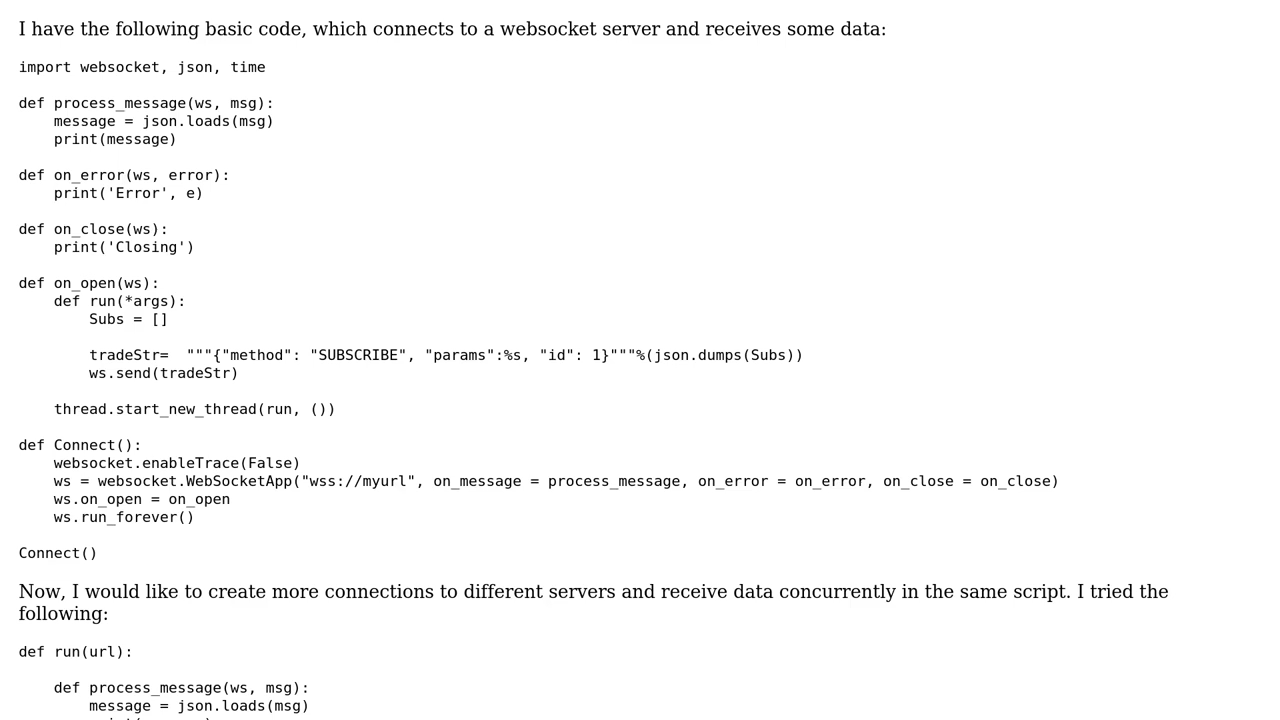 I have the following basic code, which connects to a websocket server and receives some data:
import websocket, json, time
def process_message(ws, msg):
    message = json.loads(msg)
    print(message)
def on_error(ws, error):
    print('Error', e)
def on_close(ws):
    print('Closing')
def on_open(ws):
    def run(*args):
        Subs = []
        tradeStr=  """{"method": "SUBSCRIBE", "params":%s, "id": 1}"""%(json.dumps(Subs))
        ws.send(tradeStr)
    thread.start_new_thread(run, ())
def Connect():
    websocket.enableTrace(False)
    ws = websocket.WebSocketApp("wss://myurl", on_message = process_message, on_error = on_error, on_close = on_close)
    ws.on_open = on_open
    ws.run_forever()
Connect()
Now, I would like to create more connections to different servers and receive data concurrently in the same script. I tried the
following:
def run(url):
    def process_message(ws, msg):
        message = json.loads(msg)